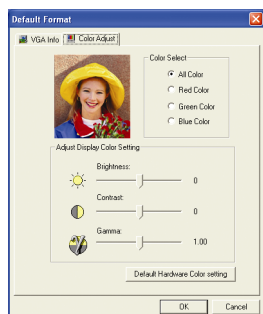 Default Format
VGA Info
Color Adjust
Color Select
All Color
Red Color
Green Color
Blue Color
Adjust Display Color Setting
Brightness:
0
Contrast:
0
Gamma:
1.00
Default Hardware Color setting
OK
Cancel